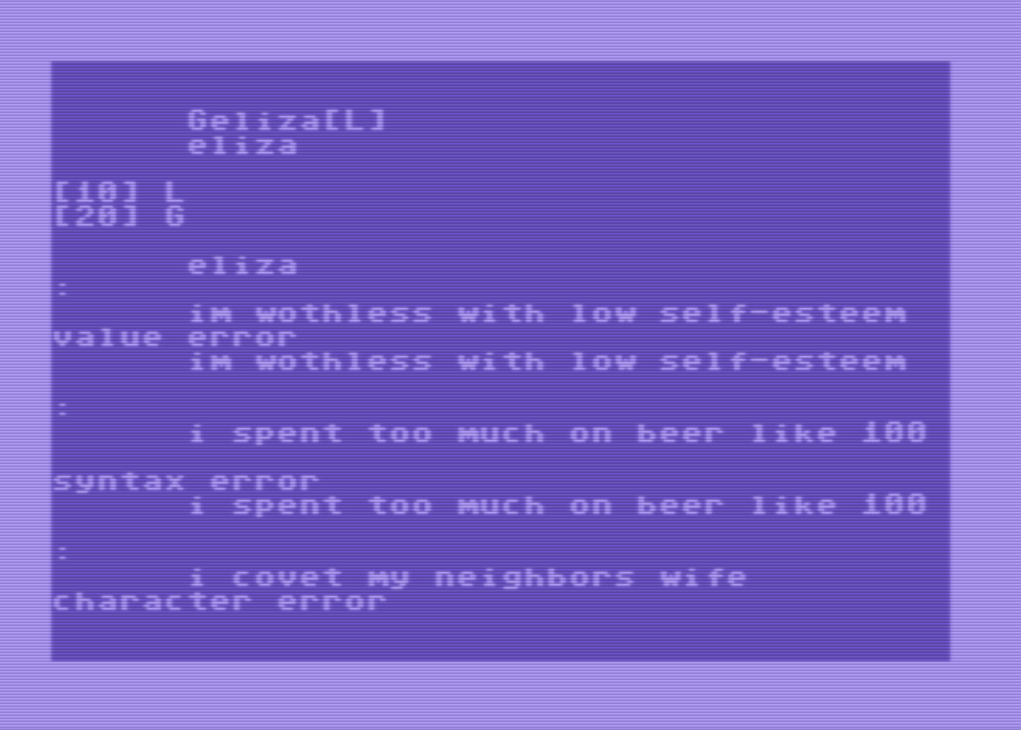 Geliza[L]
eliza
[10] L
[20] G
eliza
:
im wothless with low self-esteem
value error
im wothless with low self-esteem
:
i spent too much on beer like 100
syntax error
i spent too much on beer like 100
:
i covet my neighbors wife
character error